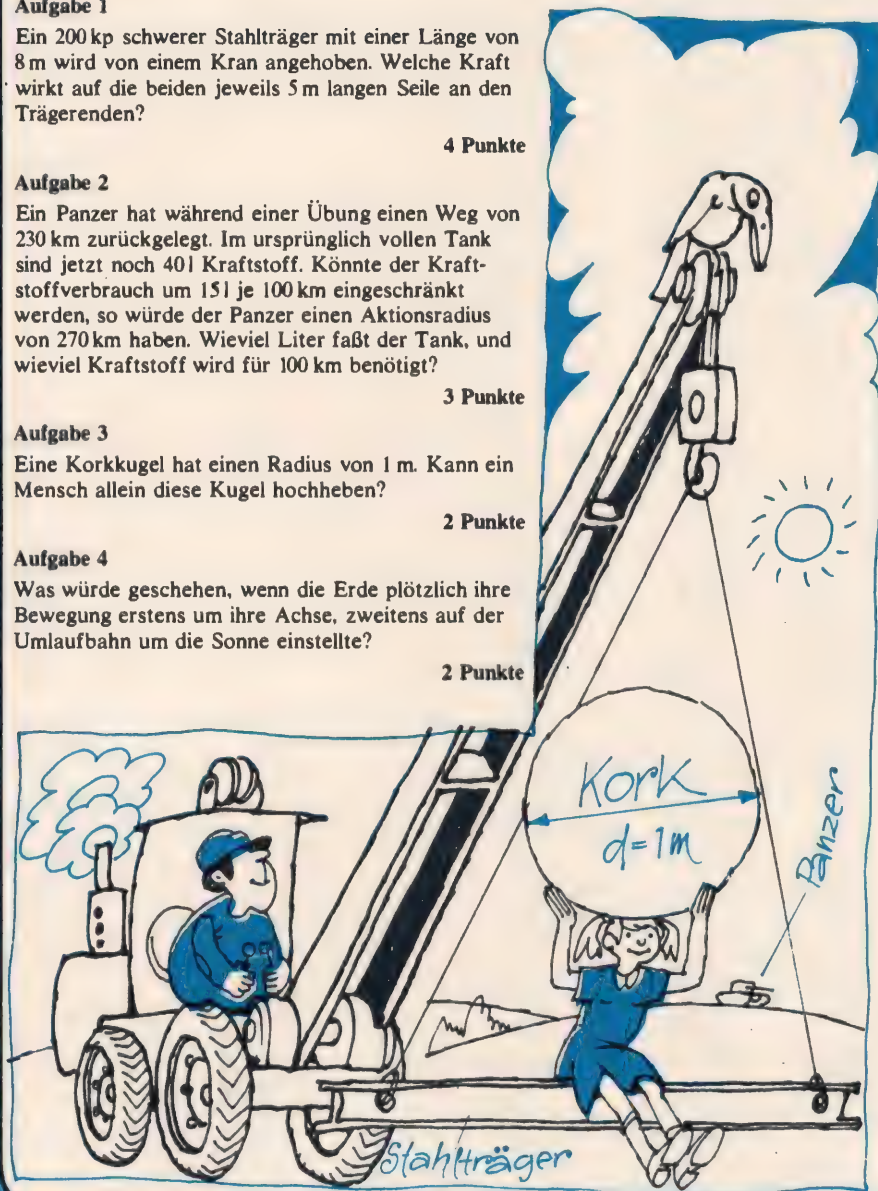 Aufgabe 1
Ein 200 kp schwerer Stahlträger mit einer Länge von
8 m wird von einem Kran angehoben. Welche Kraft
wirkt auf die beiden jeweils 5 m langen Seile an den
Trägerenden?
4 Punkte
Aufgabe 2
Ein Panzer hat während einer Übung einen Weg von
230 km zurückgelegt. Im ursprünglich vollen Tank
sind jetzt noch 40 l Kraftstoff. Könnte der Kraft-
stoffverbrauch um 15 l je 100 km eingeschränkt
werden, so würde der Panzer einen Aktionsradius
von 270 km haben. Wieviel Liter faßt der Tank, und
wieviel Kraftstoff wird für 100 km benötigt?
3 Punkte
Aufgabe 3
Eine Korkkugel hat einen Radius von 1 m. Kann ein
Mensch allein diese Kugel hochheben?
2 Punkte
Aufgabe 4
Was würde geschehen, wenn die Erde plötzlich ihre
Bewegung erstens um ihre Achse, zweitens auf der
Umlaufbahn um die Sonne einstellte?
2 Punkte
Kork
d=1m
Panzer
Stahlträger